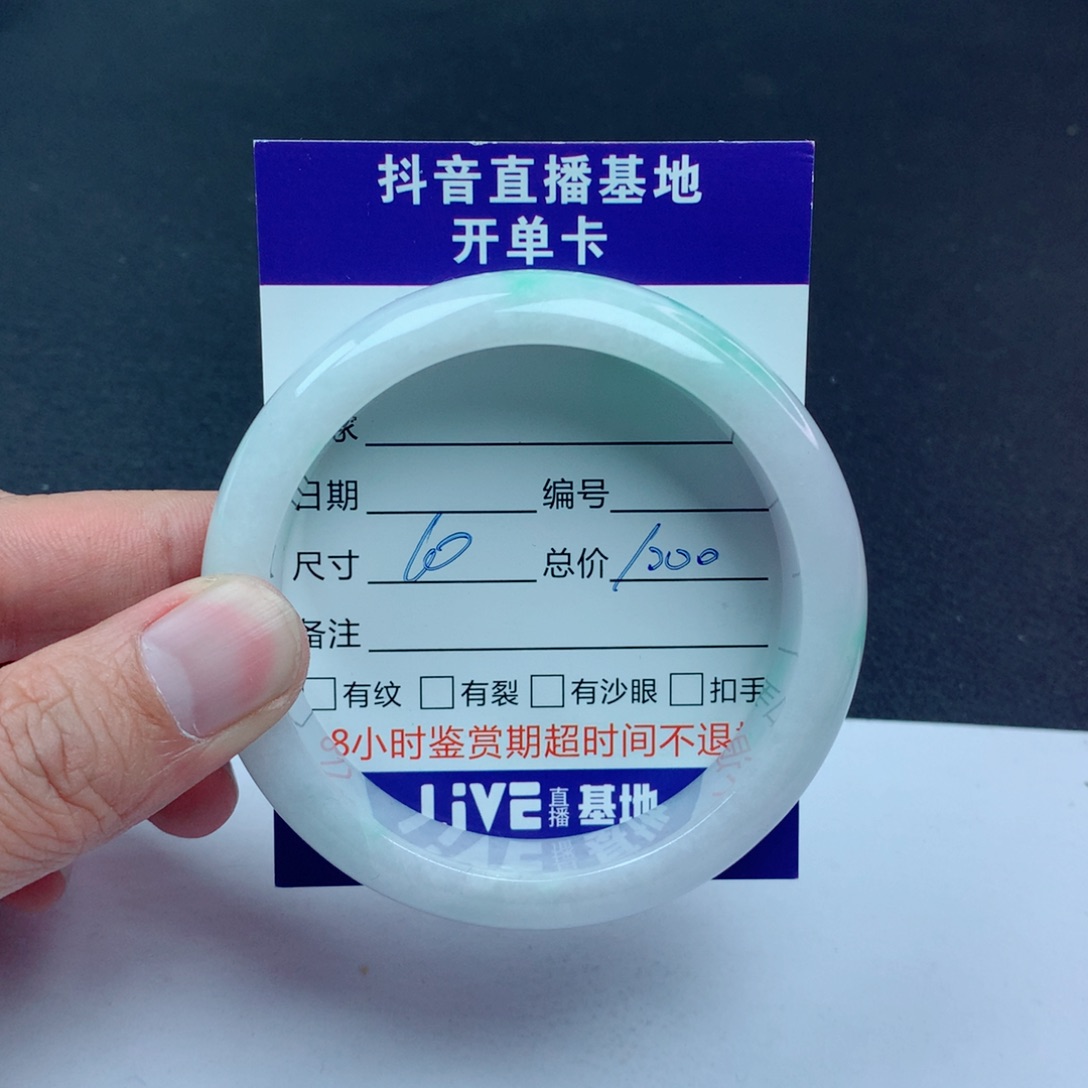 抖音直播基地
开单卡
家
日期 编号
尺寸 60 总价 1300
备注
有纹 有裂 有沙眼 扣手
8小时鉴赏期超时间不退
LiVE直播基地